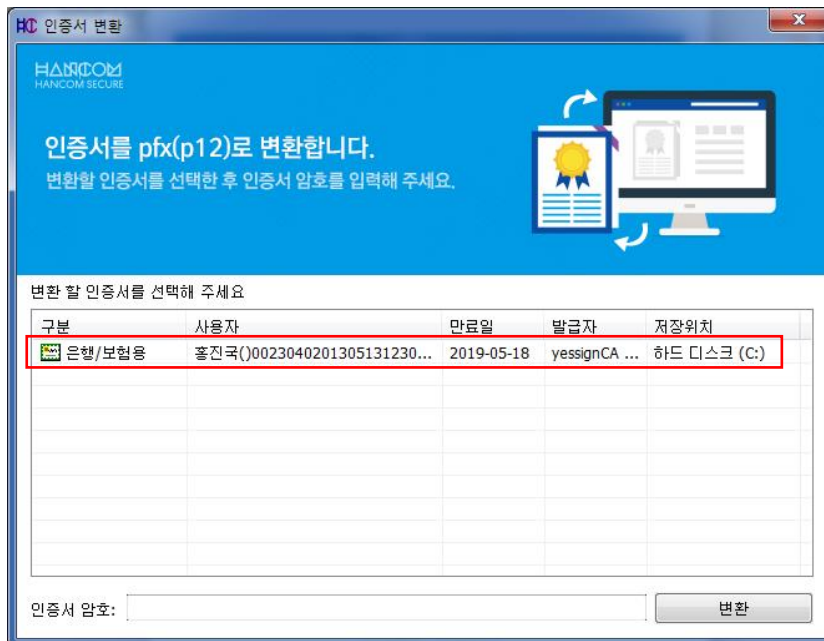 인증서 변환
HANCOM
HANCOM SECURE
인증서를 pfx(p12)로 변환합니다.
변환할 인증서를 선택한 후 인증서 암호를 입력해 주세요.
변환 할 인증서를 선택해 주세요
구분 사용자 만료일 발급자 저장위치
은행/보험용 홍진국()0023040201305131230... 2019-05-18 yessignCA ... 하드 디스크 (C:)
인증서 암호: 변환